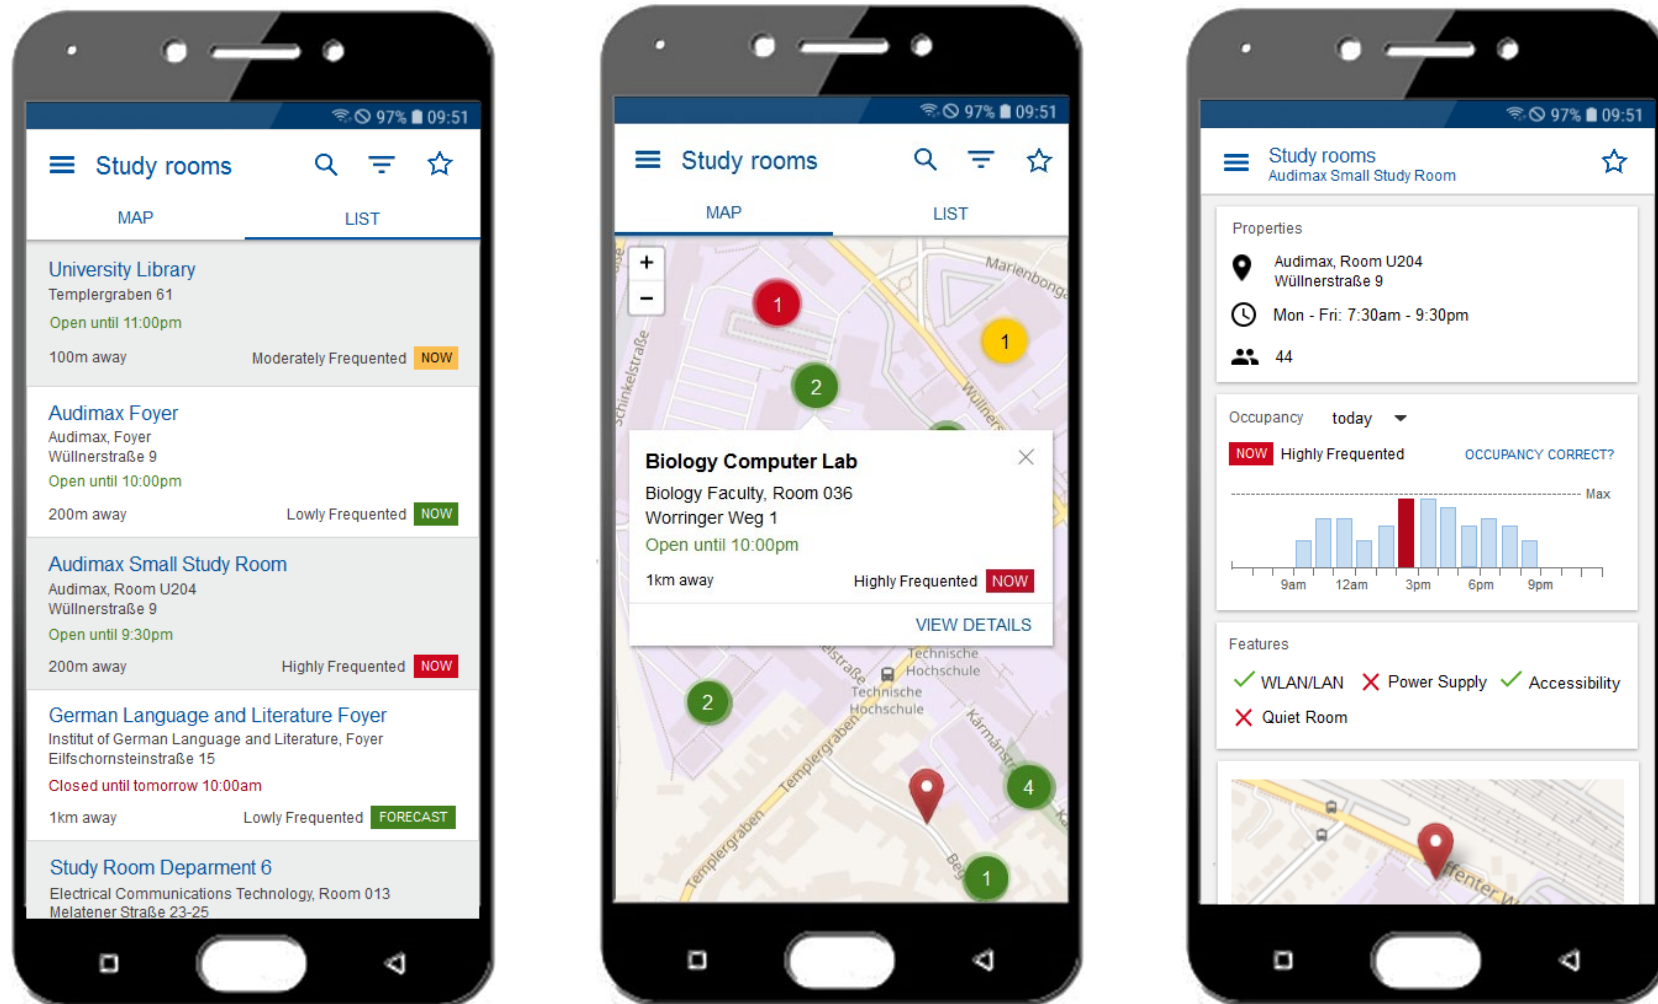 97% 09:51
Study rooms
MAP LIST
University Library
Templergraben 61
Open until 11:00pm
100m away Moderately Frequented NOW
Audimax Foyer
Audimax, Foyer
Wüllnerstraße 9
Open until 10:00pm
200m away Lowly Frequented NOW
Audimax Small Study Room
Audimax, Room U204
Wüllnerstraße 9
Open until 9:30pm
200m away Highly Frequented NOW
German Language and Literature Foyer
Institut of German Language and Literature, Foyer
Eilfschornsteinstraße 15
Closed until tomorrow 10:00am
1km away Lowly Frequented FORECAST
Study Room Deparment 6
Electrical Communications Technology, Room 013
Melatener Straße 23-25
97% 09:51
Study rooms
MAP LIST
+
−
Marienbong
1
1
Schinkelstraße
2
Wüllners
Biology Computer Lab
Biology Faculty, Room 036
Worringer Weg 1
Open until 10:00pm
1km away Highly Frequented NOW
VIEW DETAILS
elstraße
Technische
Hochschule
Technische
Hochschule
2
Kármánstr
Templergraben
4
Templergraben
Beg
1
97% 09:51
Study rooms
Audimax Small Study Room
Properties
Audimax, Room U204
Wüllnerstraße 9
Mon - Fri: 7:30am - 9:30pm
44
Occupancy today
NOW Highly Frequented OCCUPANCY CORRECT?
Max
9am 12am 3pm 6pm 9pm
Features
WLAN/LAN Power Supply Accessibility
Quiet Room
ffenter W